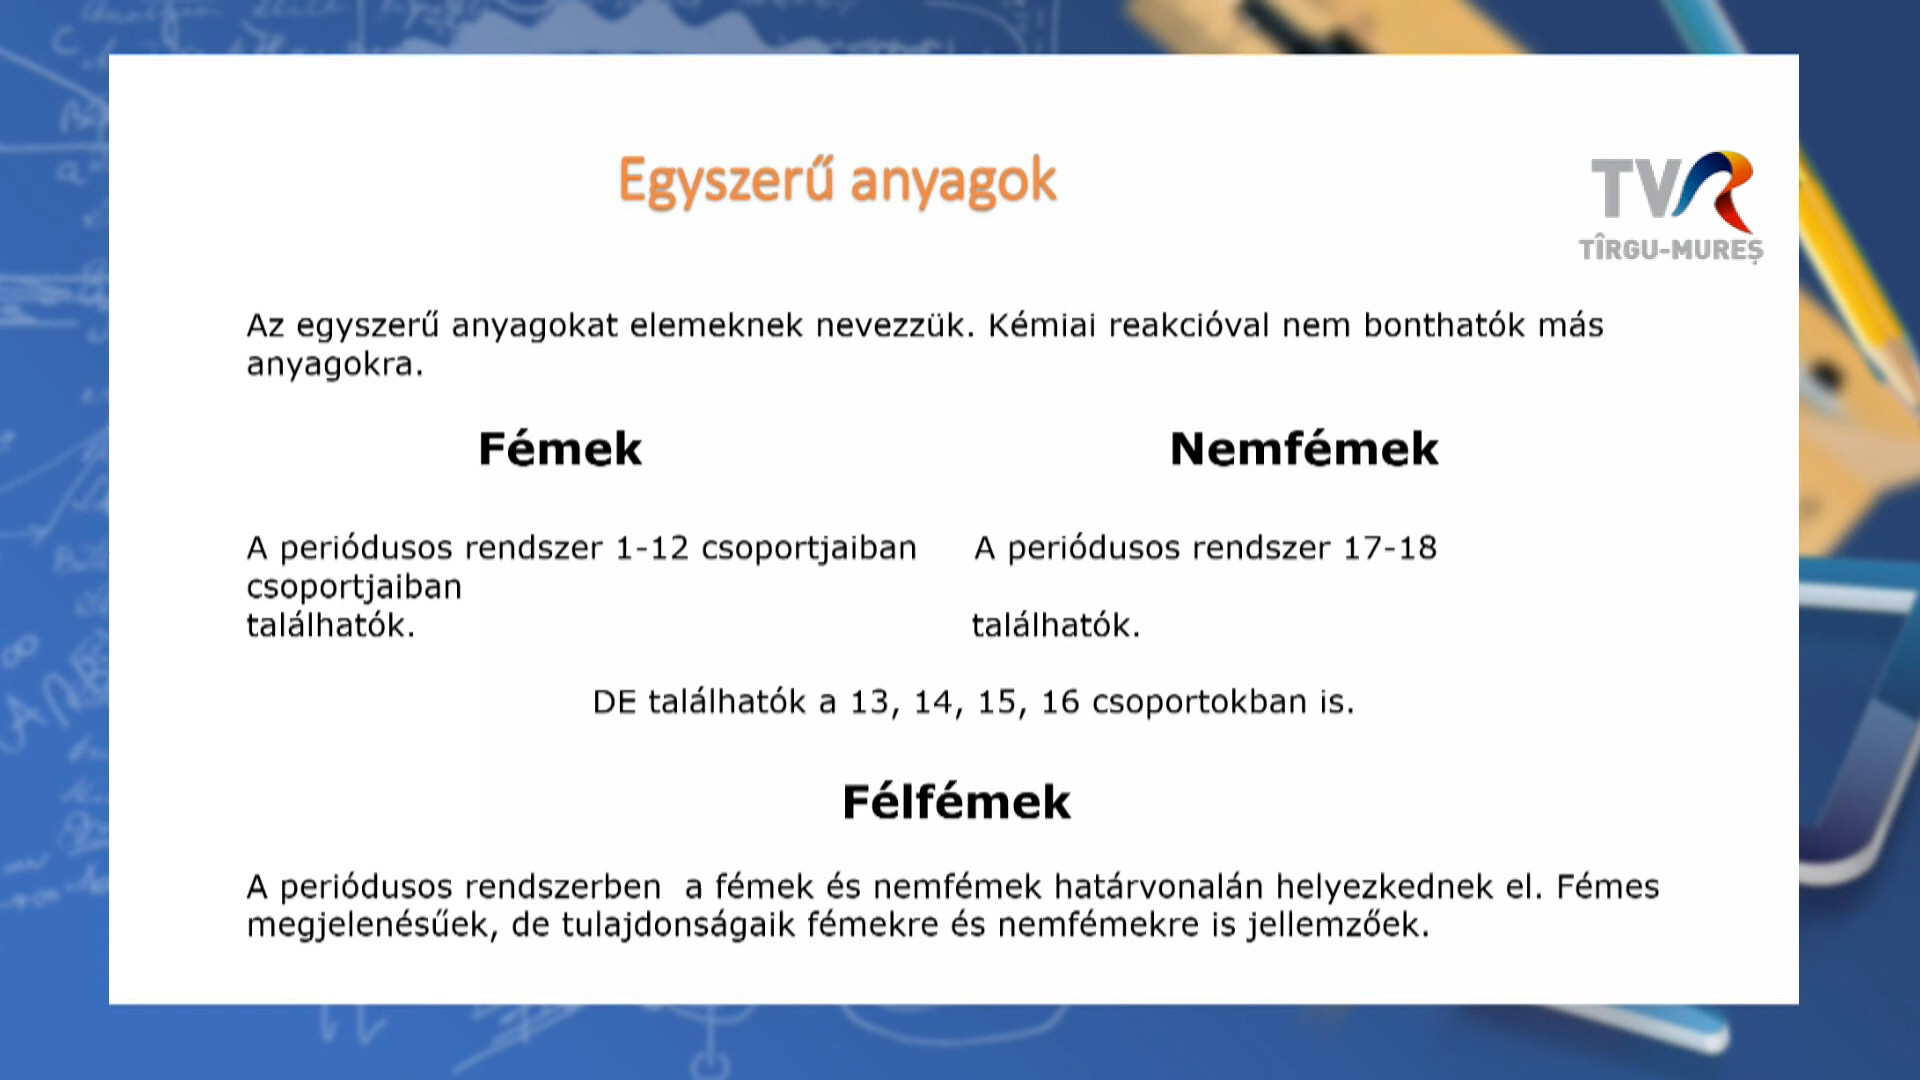 Egyszerű anyagok
TVR
TÎRGU-MUREȘ
Az egyszerű anyagokat elemeknek nevezzük. Kémiai reakcióval nem bonthatók más
anyagokra.
Fémek Nemfémek
A periódusos rendszer 1-12 csoportjaiban A periódusos rendszer 17-18
csoportjaiban
találhatók. találhatók.
DE találhatók a 13, 14, 15, 16 csoportokban is.
Félfémek
A periódusos rendszerben a fémek és nemfémek határvonalán helyezkednek el. Fémes
megjelenésűek, de tulajdonságaik fémekre és nemfémekre is jellemzőek.